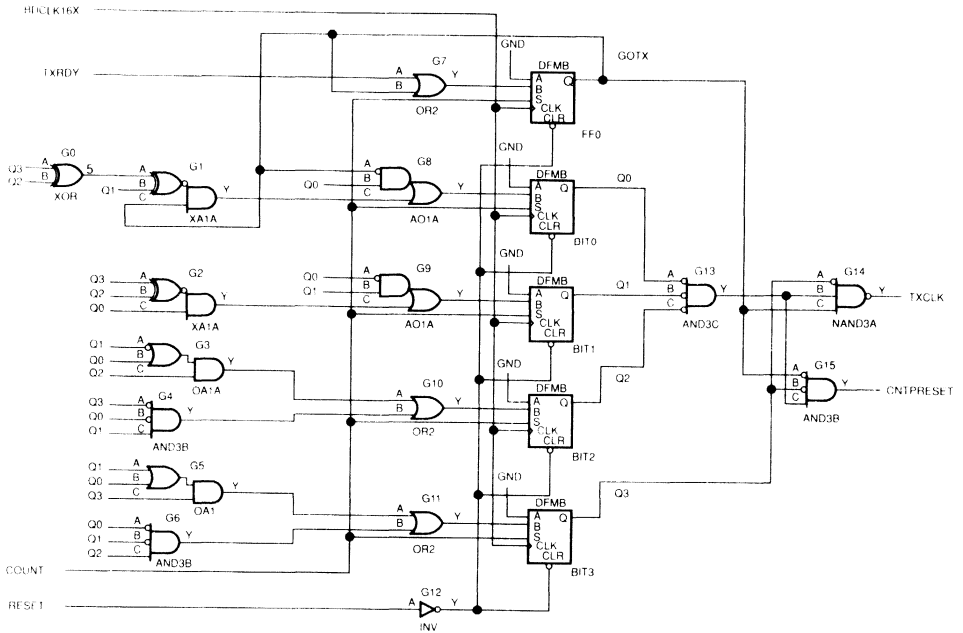 BDCLK16X
GND
GOTX
G7
DFMB
TXRDY
A
B
Y
A
B
S
CLK
CLR
Q
OR2
FF0
G0
Q3
A
Q2
B
5
XOR
G1
A
B
Q1
C
Y
XA1A
G8
A
B
Q0
C
Y
AO1A
GND
DFMB
A
B
S
CLK
CLR
Q
Q0
BIT0
G2
Q3
A
Q2
B
Q0
C
Y
XA1A
G9
Q0
A
Q1
B
C
Y
AO1A
GND
DFMB
A
B
S
CLK
CLR
Q
Q1
BIT1
G13
A
B
C
Y
AND3C
G14
A
B
C
Y
TXCLK
NAND3A
G3
Q1
A
Q0
B
Q2
C
Y
OA1A
G4
Q3
A
Q0
B
Q1
C
Y
AND3B
G10
A
B
Y
OR2
GND
DFMB
A
B
S
CLK
CLR
Q
Q2
BIT2
G15
A
B
C
Y
CNTPRESET
AND3B
G5
Q1
A
Q0
B
Q3
C
Y
OA1
G6
Q0
A
Q1
B
Q2
C
Y
AND3B
G11
A
B
Y
OR2
GND
DFMB
A
B
S
CLK
CLR
Q
Q3
BIT3
COUNT
RESET
G12
A
Y
INV